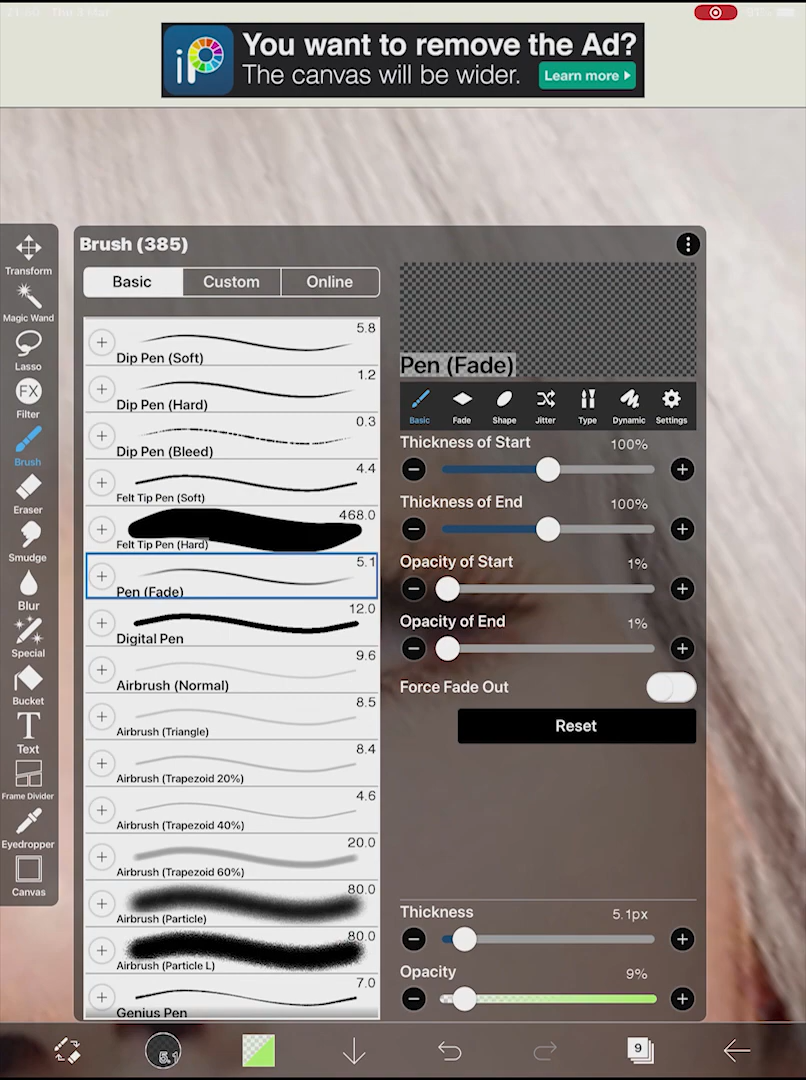 You want to remove the Ad?
iP
The canvas will be wider.
Learn more
Brush (385)
Basic
Custom
Online
Transform
Magic Wand
Lasso
FX
Filter
Brush
Eraser
Smudge
Blur
Special
Bucket
T
Text
Frame Divider
Eyedropper
Canvas
5.8
Dip Pen (Soft)
1.2
Dip Pen (Hard)
0.3
Dip Pen (Bleed)
4.4
Felt Tip Pen (Soft)
468.0
Felt Tip Pen (Hard)
5.1
Pen (Fade)
12.0
Digital Pen
9.6
Airbrush (Normal)
8.5
Airbrush (Triangle)
8.4
Airbrush (Trapezoid 20%)
4.6
Airbrush (Trapezoid 40%)
20.0
Airbrush (Trapezoid 60%)
80.0
Airbrush (Particle)
80.0
Airbrush (Particle L)
7.0
Genius Pen
Pen (Fade)
Basic
Fade
Shape
Jitter
Type
Dynamic
Settings
Thickness of Start 100%
Thickness of End 100%
Opacity of Start 1%
Opacity of End 1%
Force Fade Out
Reset
Thickness 5.1px
Opacity 9%
5.1
9